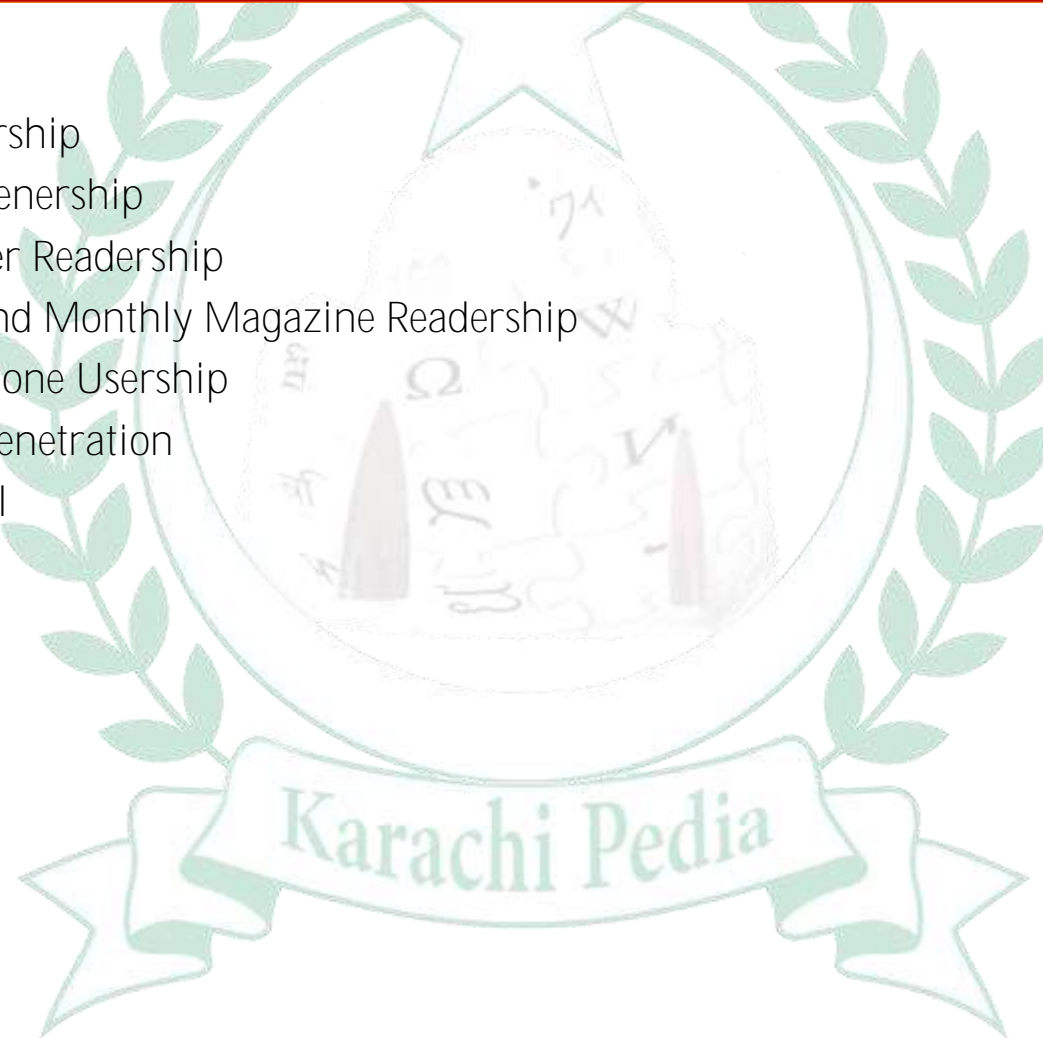 rship
enership
er Readership
nd Monthly Magazine Readership
one Usership
enetration
l
Ω
W
И
Karachi Pedia